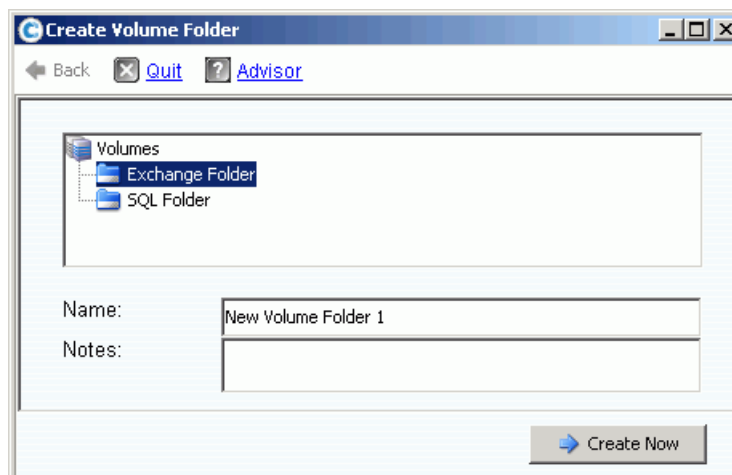 Create Volume Folder
Back Quit Advisor
Volumes
Exchange Folder
SQL Folder
Name: New Volume Folder 1
Notes:
Create Now